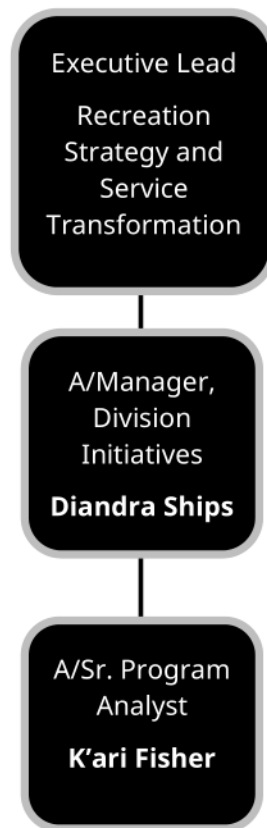 Executive Lead
Recreation
Strategy and
Service
Transformation
A/Manager,
Division
Initiatives
Diandra Ships
A/Sr. Program
Analyst
K’ari Fisher